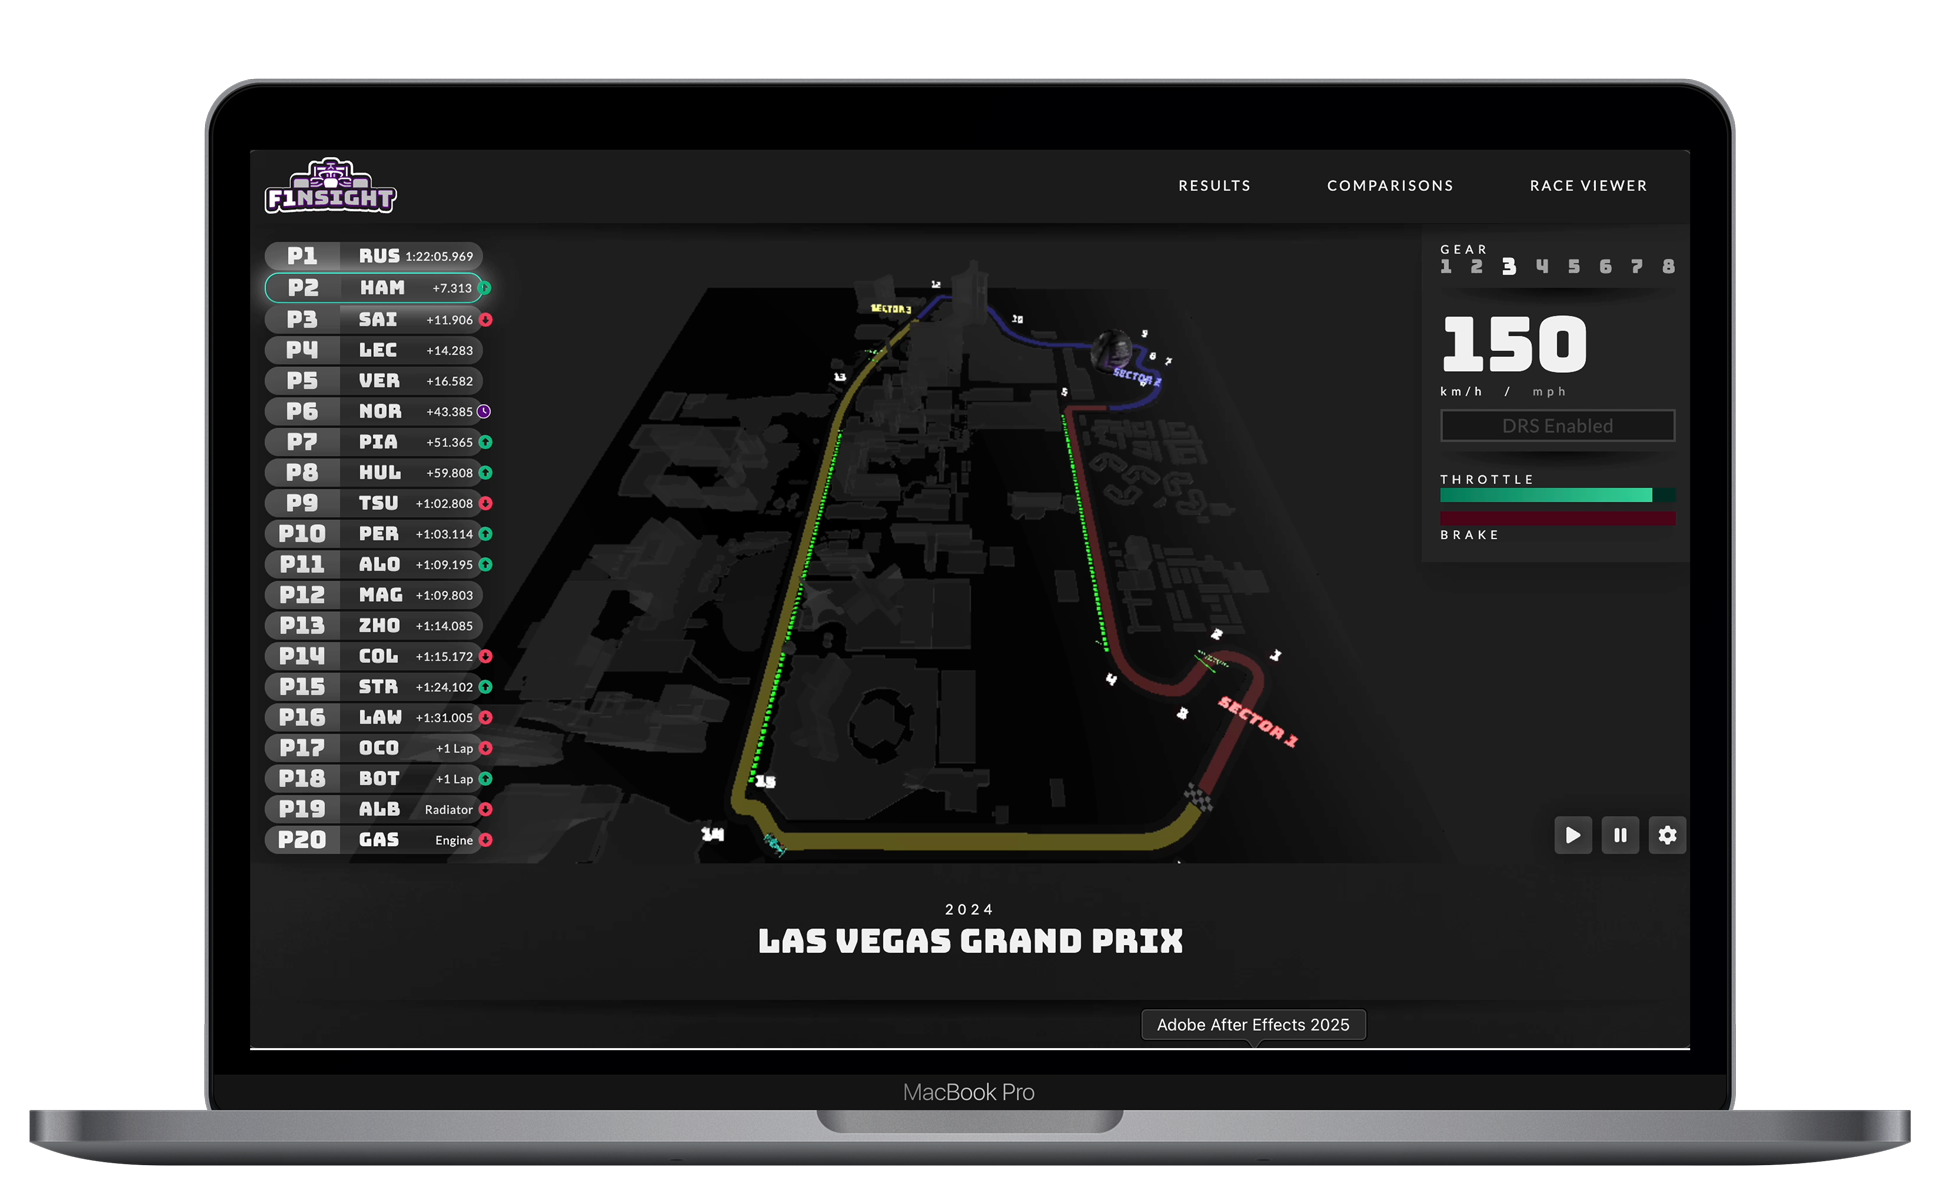 F1NSIGHT
RESULTS COMPARISONS RACE VIEWER
P1 RUS 1:22:05.969
P2 HAM +7.313
P3 SAI +11.906
P4 LEC +14.283
P5 VER +16.582
P6 NOR +43.385
P7 PIA +51.365
P8 HUL +59.808
P9 TSU +1:02.808
P10 PER +1:03.114
P11 ALO +1:09.195
P12 MAG +1:09.803
P13 ZHO +1:14.085
P14 COL +1:15.172
P15 STR +1:24.102
P16 LAW +1:31.005
P17 OCO +1 Lap
P18 BOT +1 Lap
P19 ALB Radiator
P20 GAS Engine
12
SECTOR 3
10
9
6 7
13
SECTOR 2
5
2
1
4
3
SECTOR 1
15
14
GEAR
1 2 3 4 5 6 7 8
150
km/h / mph
DRS Enabled
THROTTLE
BRAKE
2024
LAS VEGAS GRAND PRIX
Adobe After Effects 2025
MacBook Pro